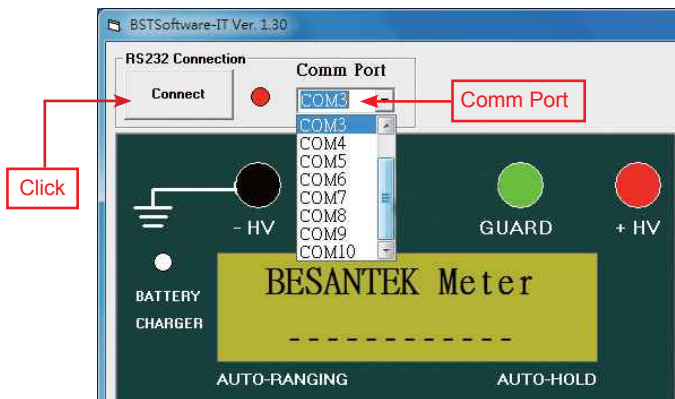 BSTSoftware-IT Ver. 1.30
RS232 Connection
Comm Port
Connect
COM3
Comm Port
COM3
COM4
COM5
COM6
COM7
COM8
COM9
COM10
Click
- HV
GUARD
+ HV
BATTERY
CHARGER
BESANTEK Meter
- - - - - - - - - - - -
AUTO-RANGING
AUTO-HOLD